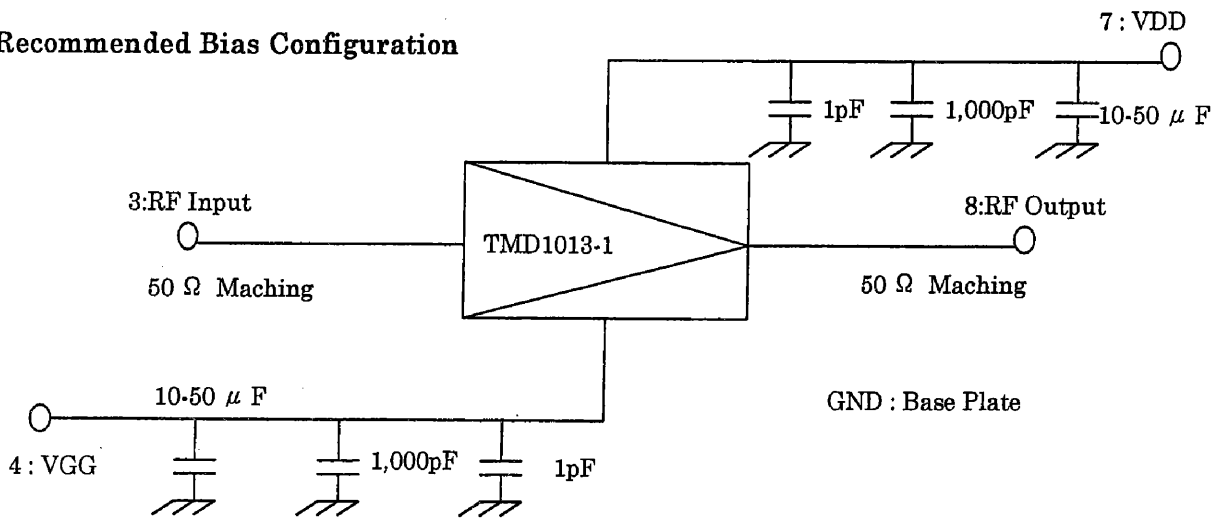 Recommended Bias Configuration
7 : VDD
1pF
1,000pF
10-50 μ F
3:RF Input
8:RF Output
TMD1013-1
50 Ω Maching
50 Ω Maching
10-50 μ F
GND : Base Plate
4 : VGG
1,000pF
1pF